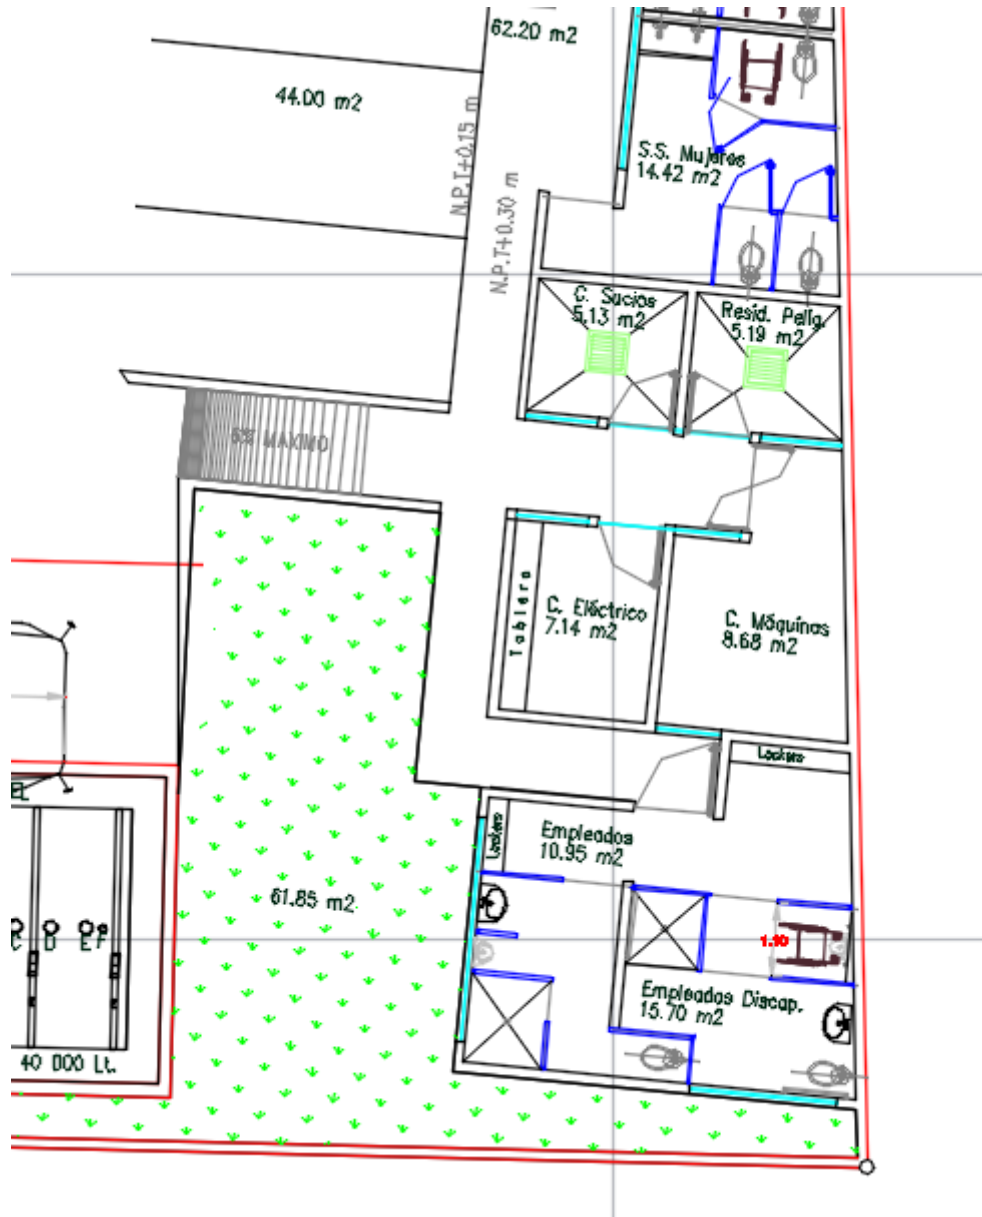 62.20 m2
44.00 m2
N.P.T+0.15 m
S.S. Mujeres
14.42 m2
N.P.T+0.30 m
C. Sucios
5.13 m2
Resid. Pelig.
5.19 m2
6% MAXIMO
Tablero
C. Eléctrico
7.14 m2
C. Máquinas
8.68 m2
Lockers
Lockers
Empleados
10.95 m2
61.85 m2
1.10
C D E F
Empleados Discap.
15.70 m2
40 000 Lt.